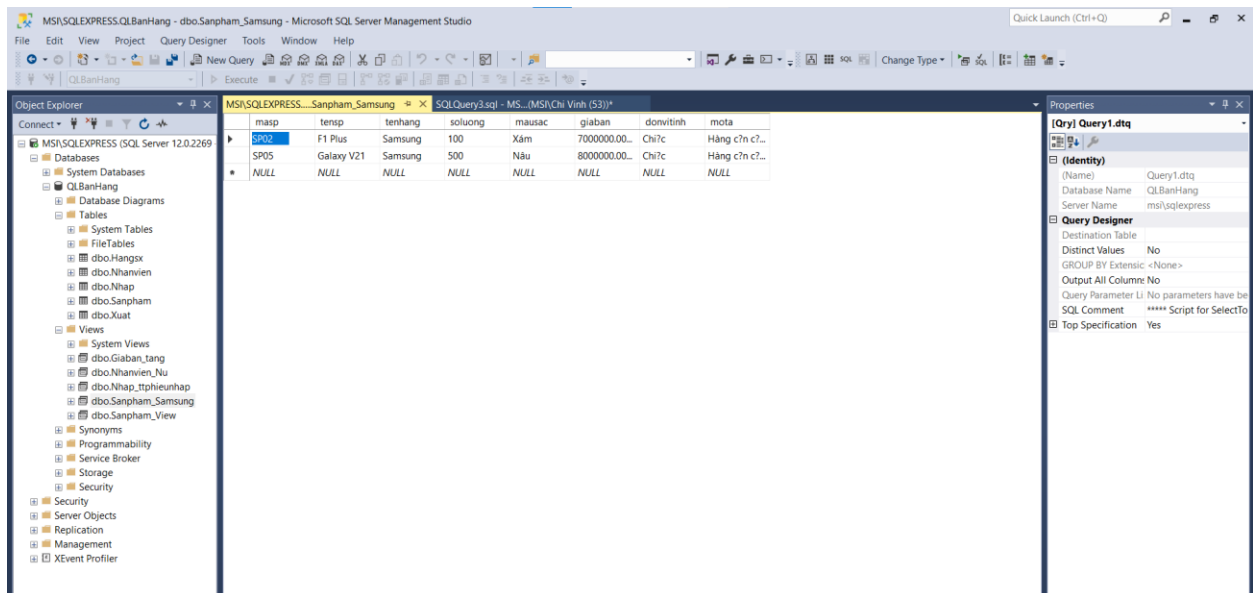 MSI\SQLEXPRESS.QLBanHang - dbo.Sanpham_Samsung - Microsoft SQL Server Management Studio
Quick Launch (Ctrl+Q)
File Edit View Project Query Designer Tools Window Help
New Query MDX DMX XMLA DAX
SQL Change Type SQL
QLBanHang Execute
Object Explorer
Connect
MSI\SQLEXPRESS (SQL Server 12.0.2269
Databases
System Databases
QLBanHang
Database Diagrams
Tables
System Tables
FileTables
dbo.Hangsx
dbo.Nhanvien
dbo.Nhap
dbo.Sanpham
dbo.Xuat
Views
System Views
dbo.Giaban_tang
dbo.Nhanvien_Nu
dbo.Nhap_ttphieunhap
dbo.Sanpham_Samsung
dbo.Sanpham_View
Synonyms
Programmability
Service Broker
Storage
Security
Security
Server Objects
Replication
Management
XEvent Profiler
MSI\SQLEXPRESS....Sanpham_Samsung SQLQuery3.sql - MS...(MSI\Chi Vinh (53))*
masp tensp tenhang soluong mausac giaban donvitinh mota
SP02 F1 Plus Samsung 100 Xám 7000000.00... Chi?c Hàng c?n c?...
SP05 Galaxy V21 Samsung 500 Nâu 8000000.00... Chi?c Hàng c?n c?...
* NULL NULL NULL NULL NULL NULL NULL NULL
Properties
[Qry] Query1.dtq
(Identity)
(Name) Query1.dtq
Database Name QLBanHang
Server Name msi\sqlexpress
Query Designer
Destination Table
Distinct Values No
GROUP BY Extensic <None>
Output All Column: No
Query Parameter Li No parameters have be
SQL Comment ***** Script for SelectTo
Top Specification Yes